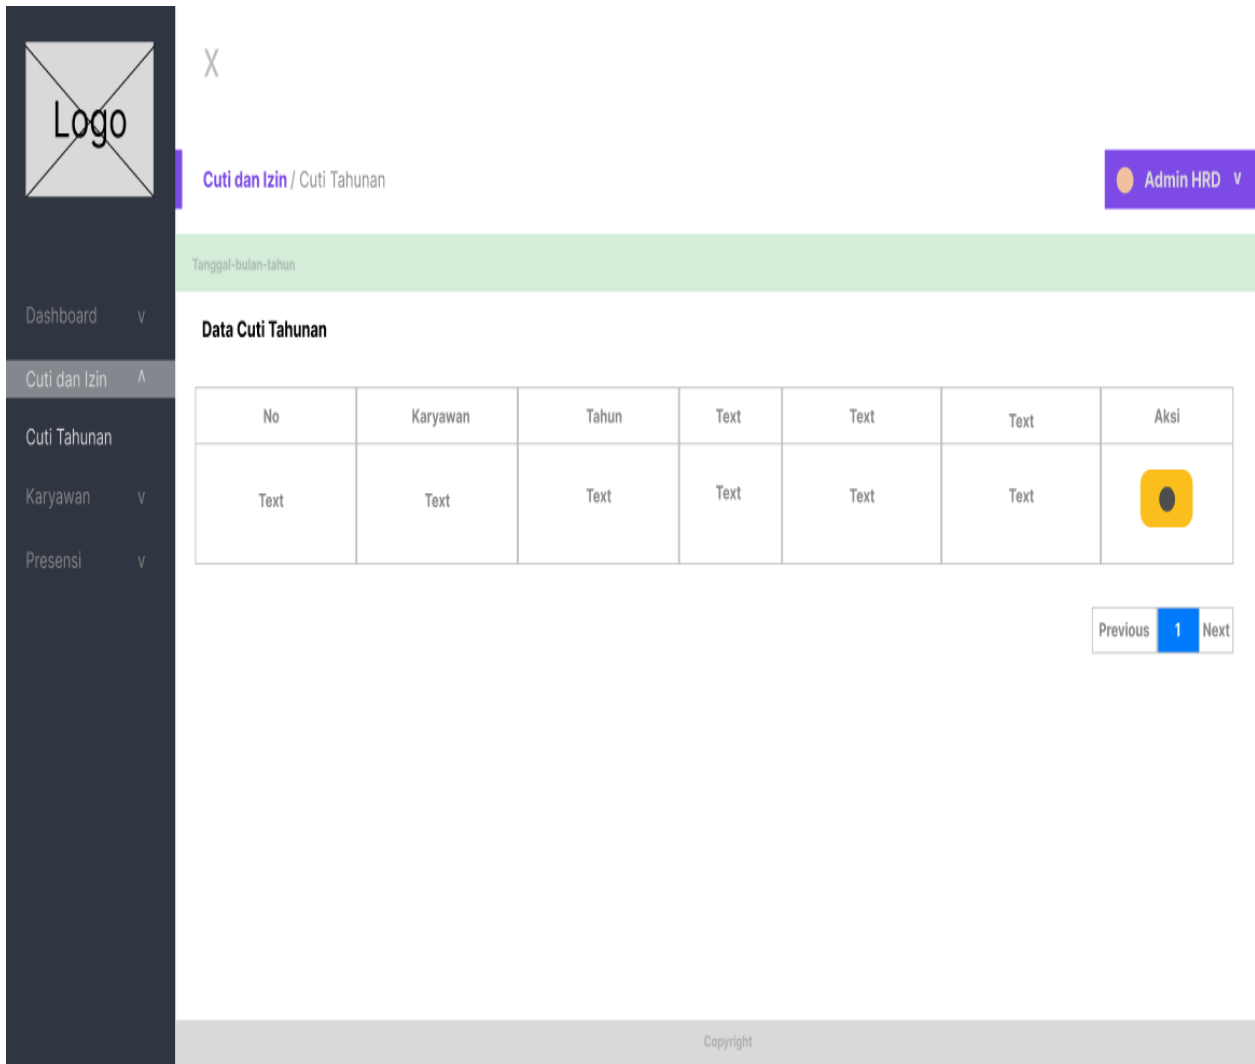 Logo
X
Cuti dan Izin / Cuti Tahunan
Admin HRD v
Tanggal-bulan-tahun
Dashboard v
Cuti dan Izin ^
Cuti Tahunan
Karyawan v
Presensi v
Data Cuti Tahunan
No Karyawan Tahun Text Text Text Aksi
Text Text Text Text Text Text
Previous 1 Next
Copyright